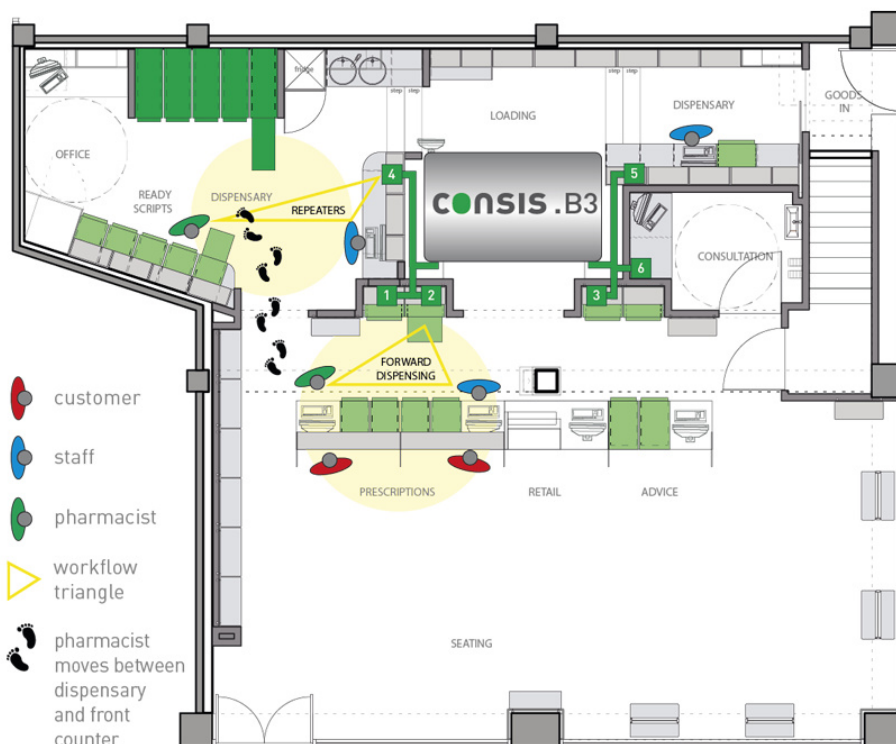 fridge
step
step
step
step
LOADING
DISPENSARY
GOODS
IN
OFFICE
READY
SCRIPTS
DISPENSARY
REPEATERS
4
CONSIS.B3
5
CONSULTATION
6
1
2
3
FORWARD
DISPENSING
PRESCRIPTIONS
RETAIL
ADVICE
SEATING
customer
staff
pharmacist
workflow
triangle
pharmacist
moves between
dispensary
and front
counter